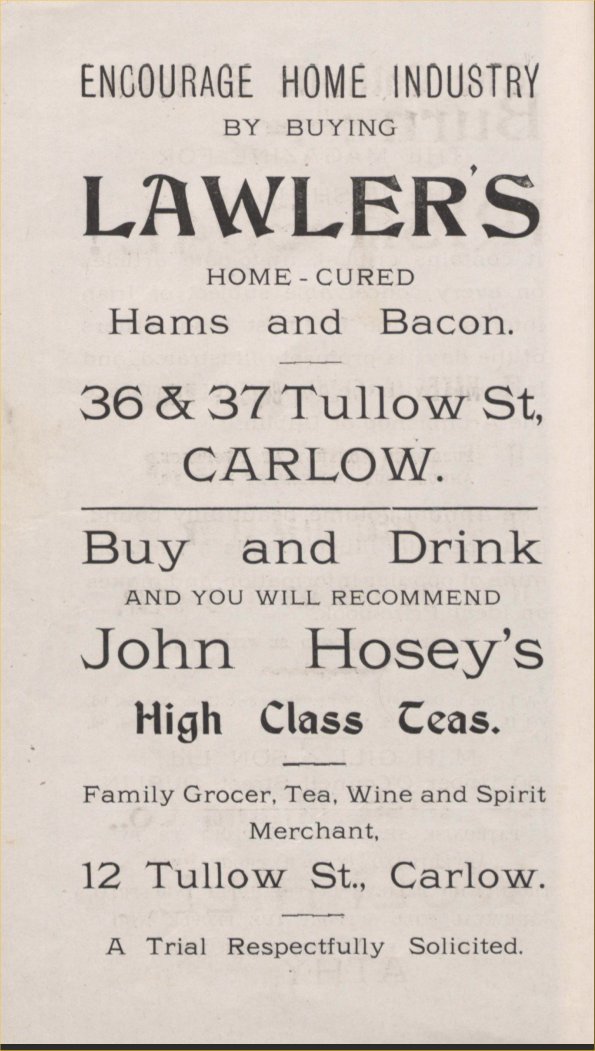 ENCOURAGE HOME INDUSTRY
BY BUYING
LAWLER'S
HOME-CURED
Hams and Bacon.
36 & 37 Tullow St,
CARLOW.
Buy and Drink
AND YOU WILL RECOMMEND
John Hosey's
High Class Teas.
Family Grocer, Tea, Wine and Spirit
Merchant,
12 Tullow St., Carlow.
A Trial Respectfully Solicited.